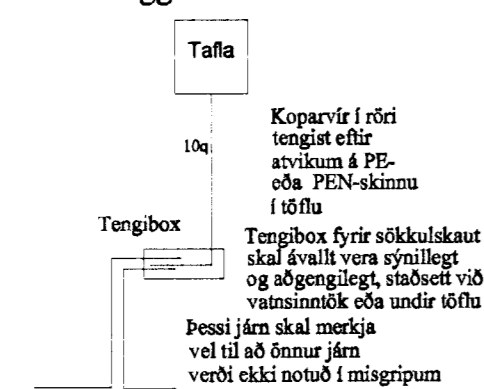 Tafla
Koparvír í röri
tengist eftir
atvikum á PE-
eða PEN-skinnu
í töflu
10q
Tengibox
Tengibox fyrir sökkulskaut
skal ávallt vera sýnillegt
og aðgengilegt, staðsett við
vatnsinntök eða undir töflu
Þessi járn skal merkja
vel til að önnur járn
verði ekki notuð í misgripum